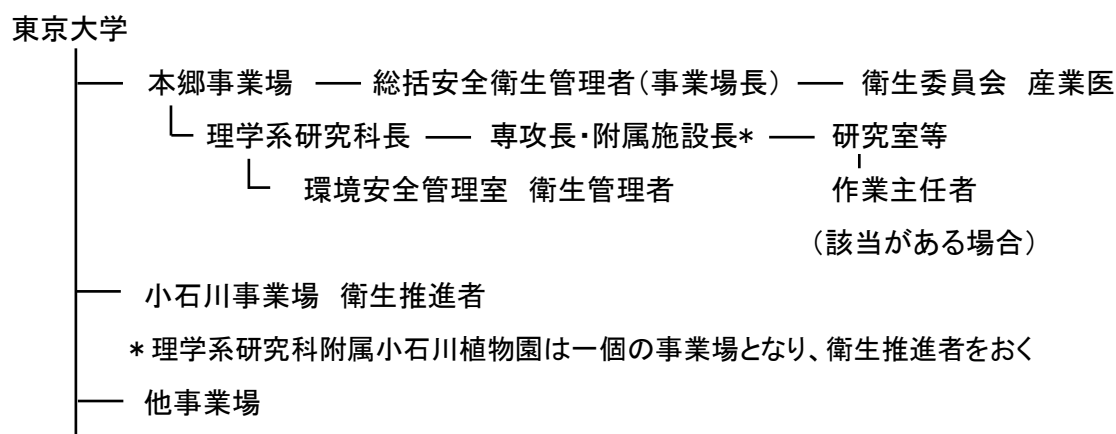 東京大学
本郷事業場 総括安全衛生管理者(事業場長) 衛生委員会 産業医
理学系研究科長 専攻長・附属施設長* 研究室等
環境安全管理室 衛生管理者 作業主任者
(該当がある場合)
小石川事業場 衛生推進者
*理学系研究科附属小石川植物園は一個の事業場となり、衛生推進者をおく
他事業場